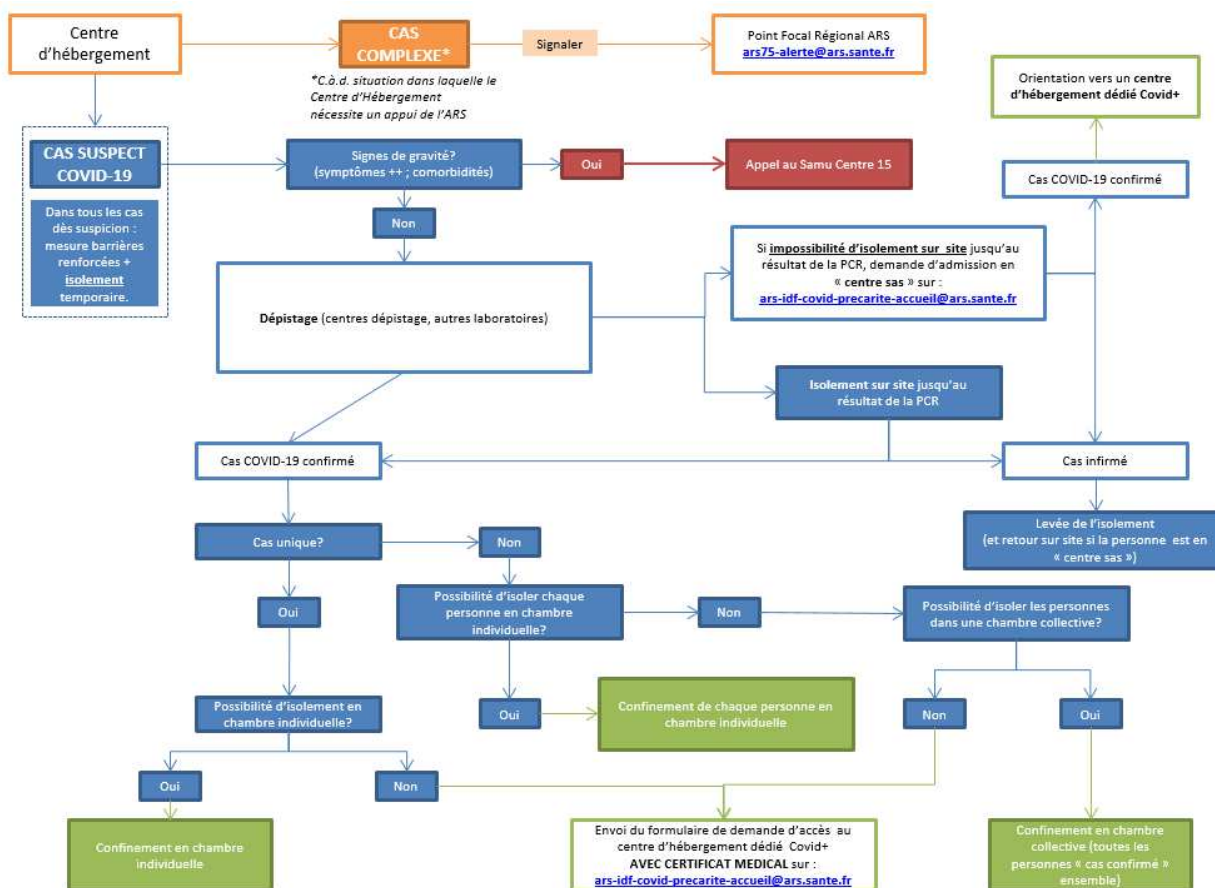 Centre
d'hébergement
CAS
COMPLEXE*
Signaler
Point Focal Régional ARS
ars75-alerte@ars.sante.fr
*C.à.d. situation dans laquelle le
Centre d'Hébergement
nécessite un appui de l'ARS
Orientation vers un centre
d'hébergement dédié Covid+
CAS SUSPECT
COVID-19
Signes de gravité?
(symptômes ++ ; comorbidités)
Oui
Appel au Samu Centre 15
Cas COVID-19 confirmé
Dans tous les cas
dès suspicion :
mesure barrières
renforcées +
isolement
temporaire.
Non
Si impossibilité d'isolement sur site jusqu'au
résultat de la PCR, demande d'admission en
« centre sas » sur :
ars-idf-covid-precarite-accueil@ars.sante.fr
Dépistage (centres dépistage, autres laboratoires)
Isolement sur site jusqu'au
résultat de la PCR
Cas COVID-19 confirmé
Cas infirmé
Cas unique?
Non
Levée de l'isolement
(et retour sur site si la personne est en
« centre sas »)
Oui
Possibilité d'isoler chaque
personne en chambre
individuelle?
Non
Possibilité d'isoler les personnes
dans une chambre collective?
Possibilité d'isolement en
chambre individuelle?
Oui
Confinement de chaque personne en
chambre individuelle
Non
Oui
Oui
Non
Confinement en chambre
individuelle
Envoi du formulaire de demande d'accès au
centre d'hébergement dédié Covid+
AVEC CERTIFICAT MEDICAL sur :
ars-idf-covid-precarite-accueil@ars.sante.fr
Confinement en chambre
collective (toutes les
personnes « cas confirmé »
ensemble)